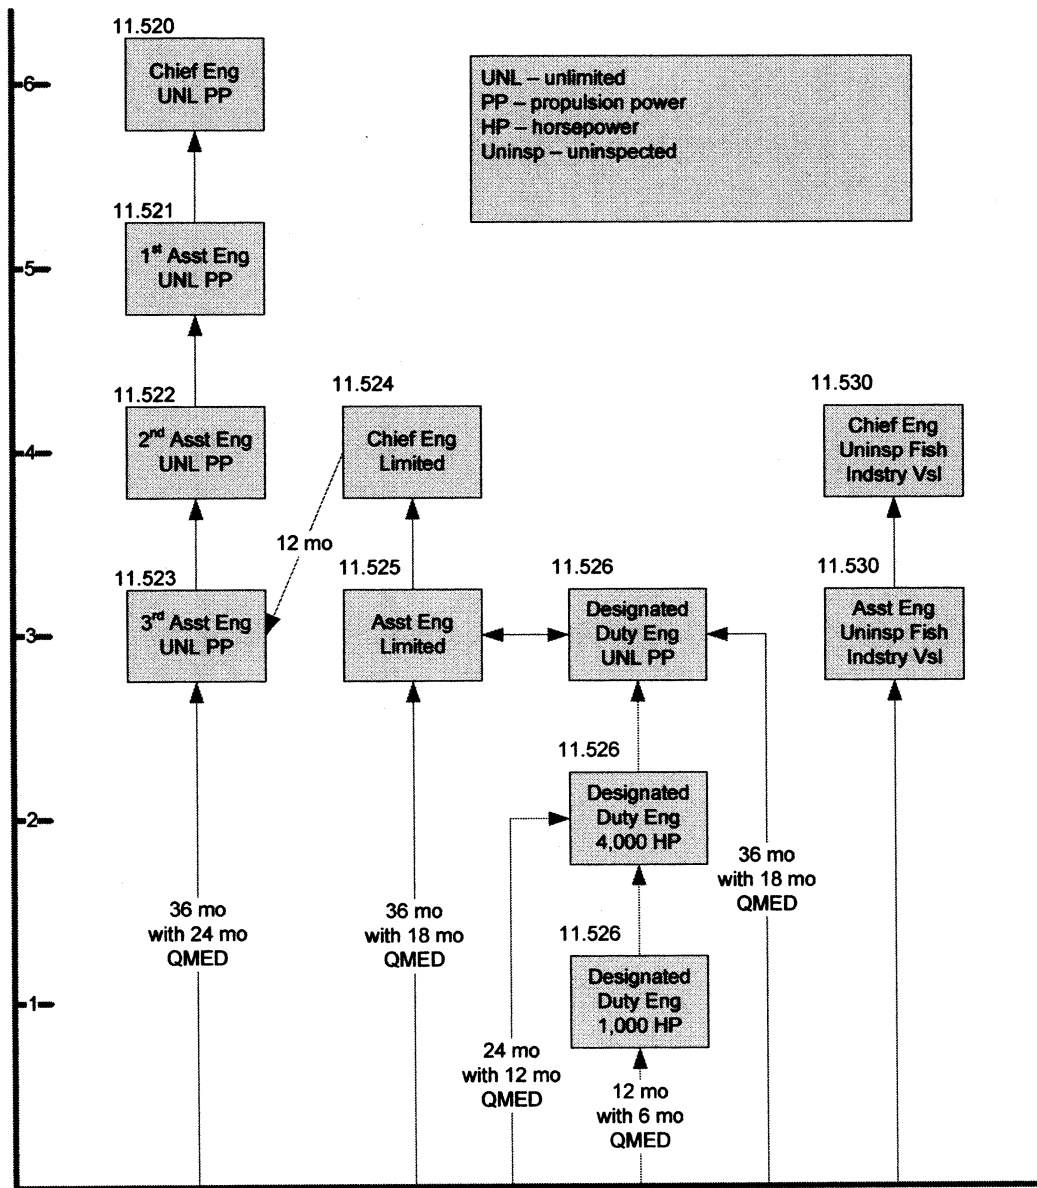 11.520
6
Chief Eng
UNL PP
UNL – unlimited
PP – propulsion power
HP – horsepower
Uninsp – uninspected
11.521
5
1st Asst Eng
UNL PP
11.522
4
2nd Asst Eng
UNL PP
11.524
Chief Eng
Limited
11.530
Chief Eng
Uninsp Fish
Indstry Vsl
12 mo
11.523
3
3rd Asst Eng
UNL PP
11.525
Asst Eng
Limited
11.526
Designated
Duty Eng
UNL PP
11.530
Asst Eng
Uninsp Fish
Indstry Vsl
2
11.526
Designated
Duty Eng
4,000 HP
36 mo
with 18 mo
QMED
36 mo
with 24 mo
QMED
36 mo
with 18 mo
QMED
1
11.526
Designated
Duty Eng
1,000 HP
24 mo
with 12 mo
QMED
12 mo
with 6 mo
QMED